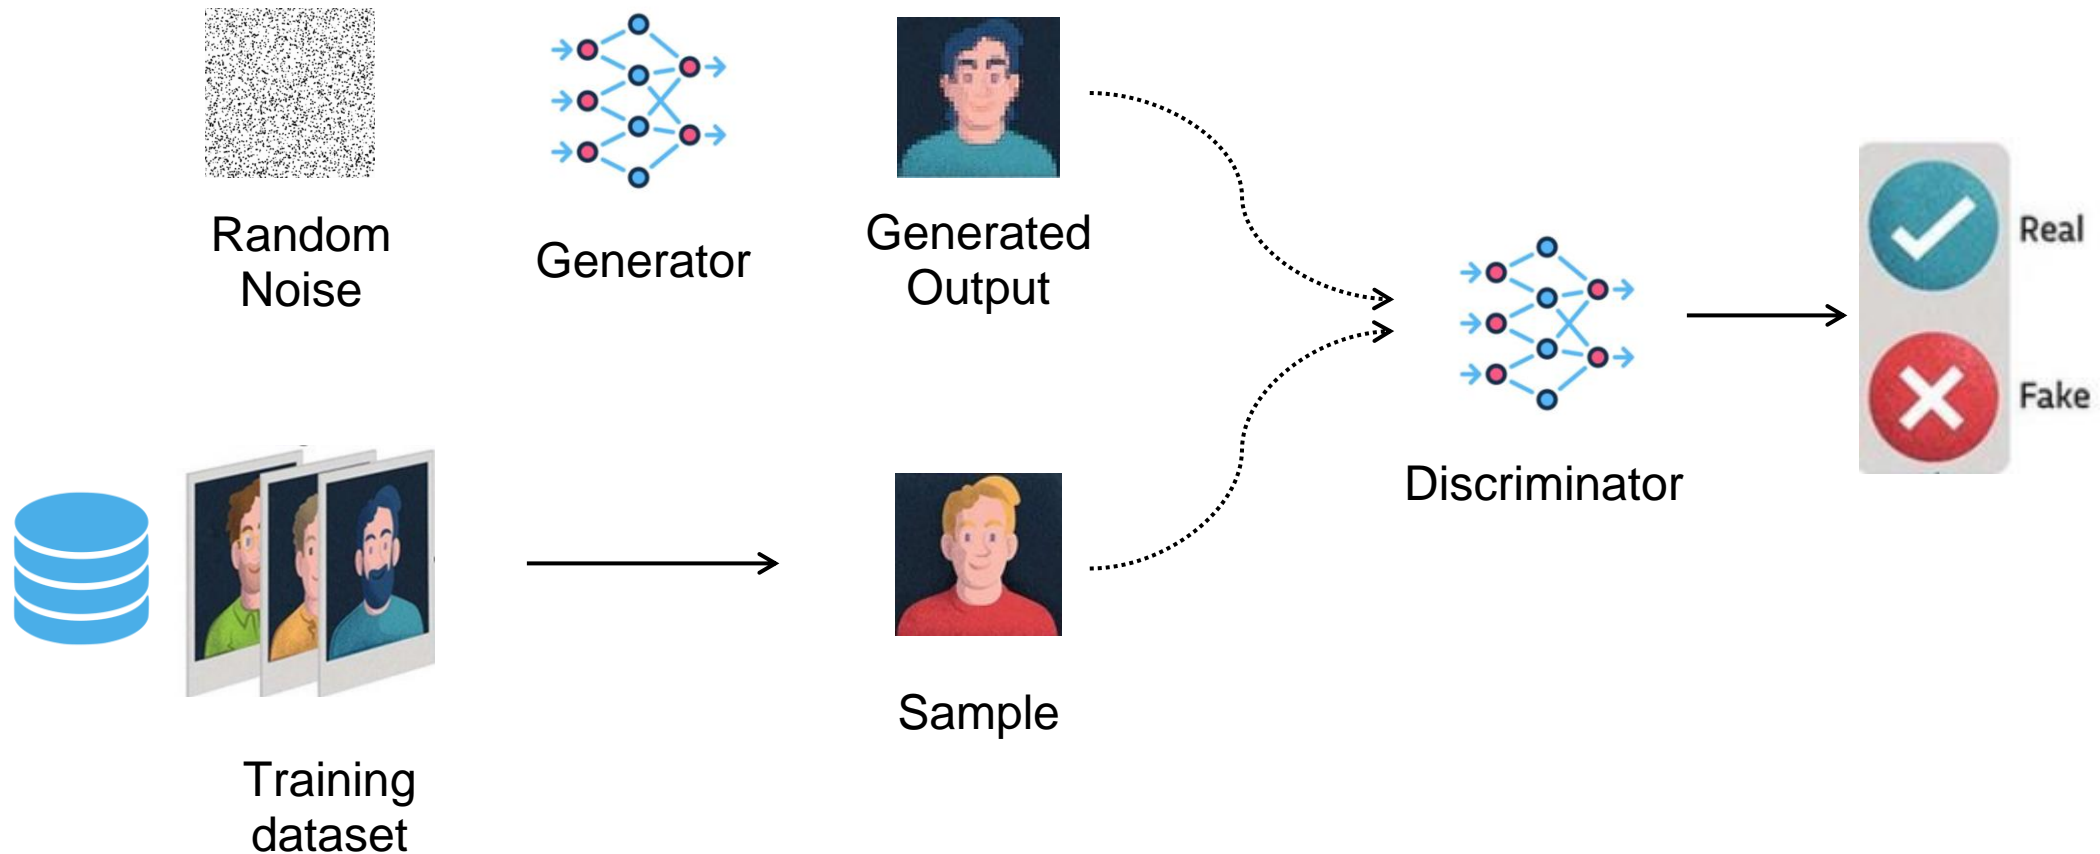 Random
Noise
Generator
Generated
Output
Real
Fake
Discriminator
Sample
Training
dataset